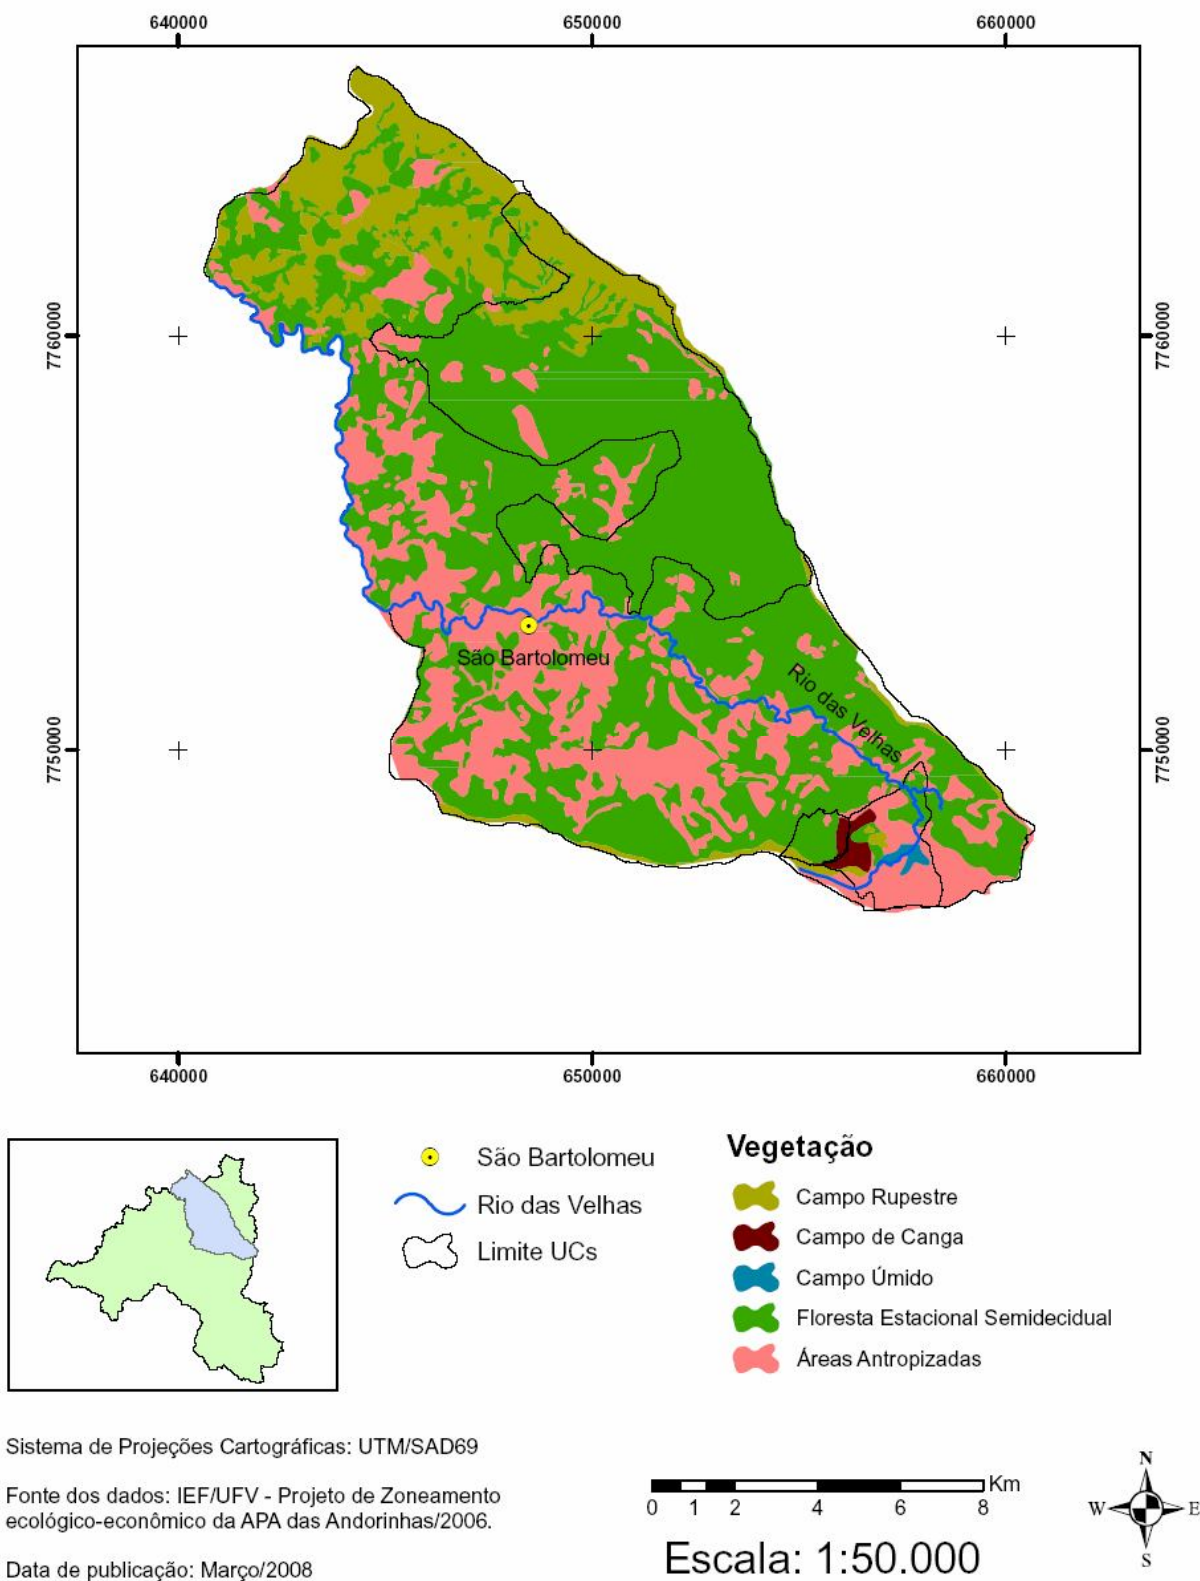 640000
650000
660000
7760000
7760000
São Bartolomeu
Rio das Velhas
7750000
7750000
640000
650000
660000
São Bartolomeu
Rio das Velhas
Limite UCs
Vegetação
Campo Rupestre
Campo de Canga
Campo Úmido
Floresta Estacional Semidecidual
Áreas Antropizadas
Sistema de Projeções Cartográficas: UTM/SAD69
Fonte dos dados: IEF/UFV - Projeto de Zoneamento
ecológico-econômico da APA das Andorinhas/2006.
Data de publicação: Março/2008
Km
0 1 2 4 6 8
Escala: 1:50.000
N
W E
S